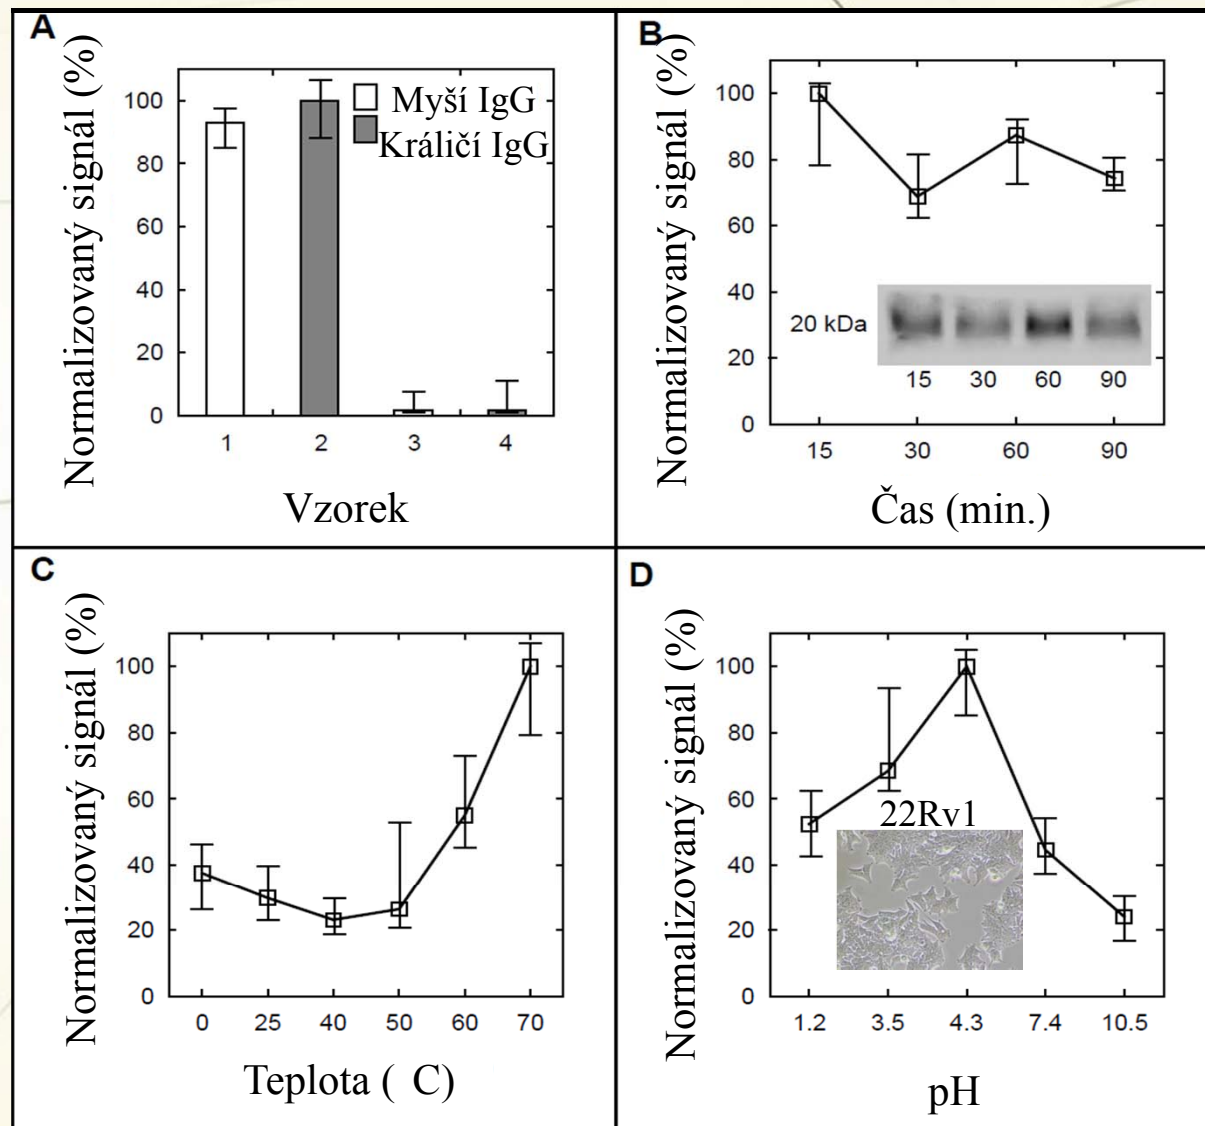 A
Normalizovaný signál (%)
100
80
60
40
20
0
Myší IgG
Králičí IgG
1 2 3 4
Vzorek
B
Normalizovaný signál (%)
100
80
60
40
20
0
20 kDa
15 30 60 90
15 30 60 90
Čas (min.)
C
Normalizovaný signál (%)
100
80
60
40
20
0
0 25 40 50 60 70
Teplota ( C)
D
Normalizovaný signál (%)
100
80
60
40
20
0
22Rv1
1.2 3.5 4.3 7.4 10.5
pH